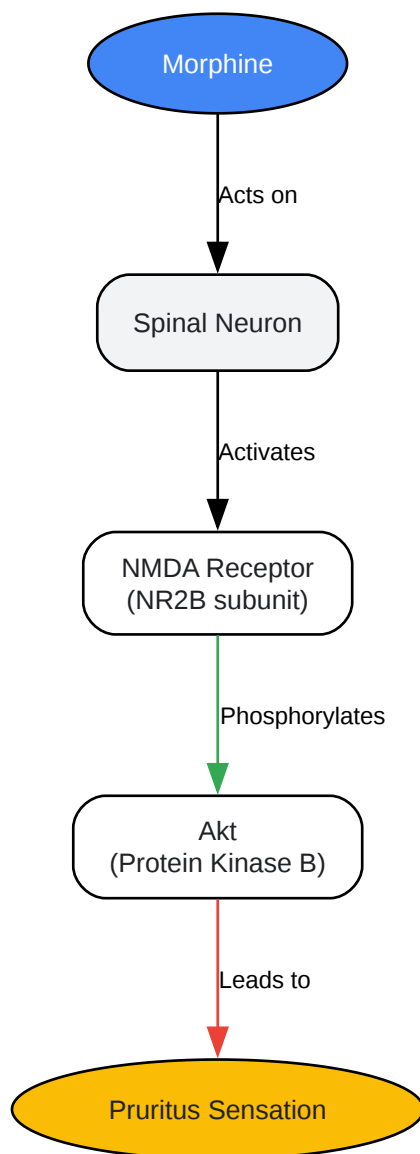 Morphine
Acts on
Spinal Neuron
Activates
NMDA Receptor
(NR2B subunit)
Phosphorylates
Akt
(Protein Kinase B)
Leads to
Pruritus Sensation